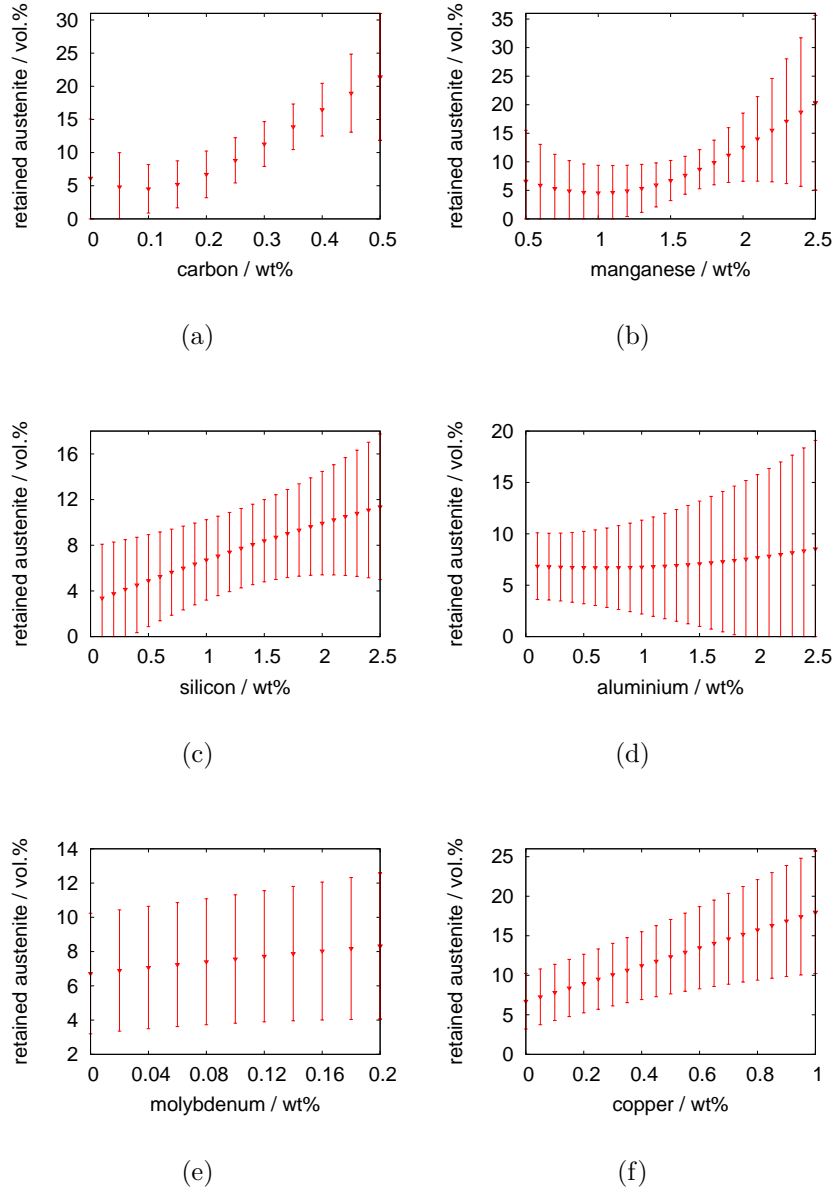 retained austenite / vol.%
30
25
20
15
10
5
0
0 0.1 0.2 0.3 0.4 0.5
carbon / wt%
(a)
retained austenite / vol.%
35
30
25
20
15
10
5
0
0.5 1 1.5 2 2.5
manganese / wt%
(b)
retained austenite / vol.%
16
12
8
4
0
0 0.5 1 1.5 2 2.5
silicon / wt%
(c)
retained austenite / vol.%
20
15
10
5
0
0 0.5 1 1.5 2 2.5
aluminium / wt%
(d)
retained austenite / vol.%
14
12
10
8
6
4
2
0 0.04 0.08 0.12 0.16 0.2
molybdenum / wt%
(e)
retained austenite / vol.%
25
20
15
10
5
0
0 0.2 0.4 0.6 0.8 1
copper / wt%
(f)